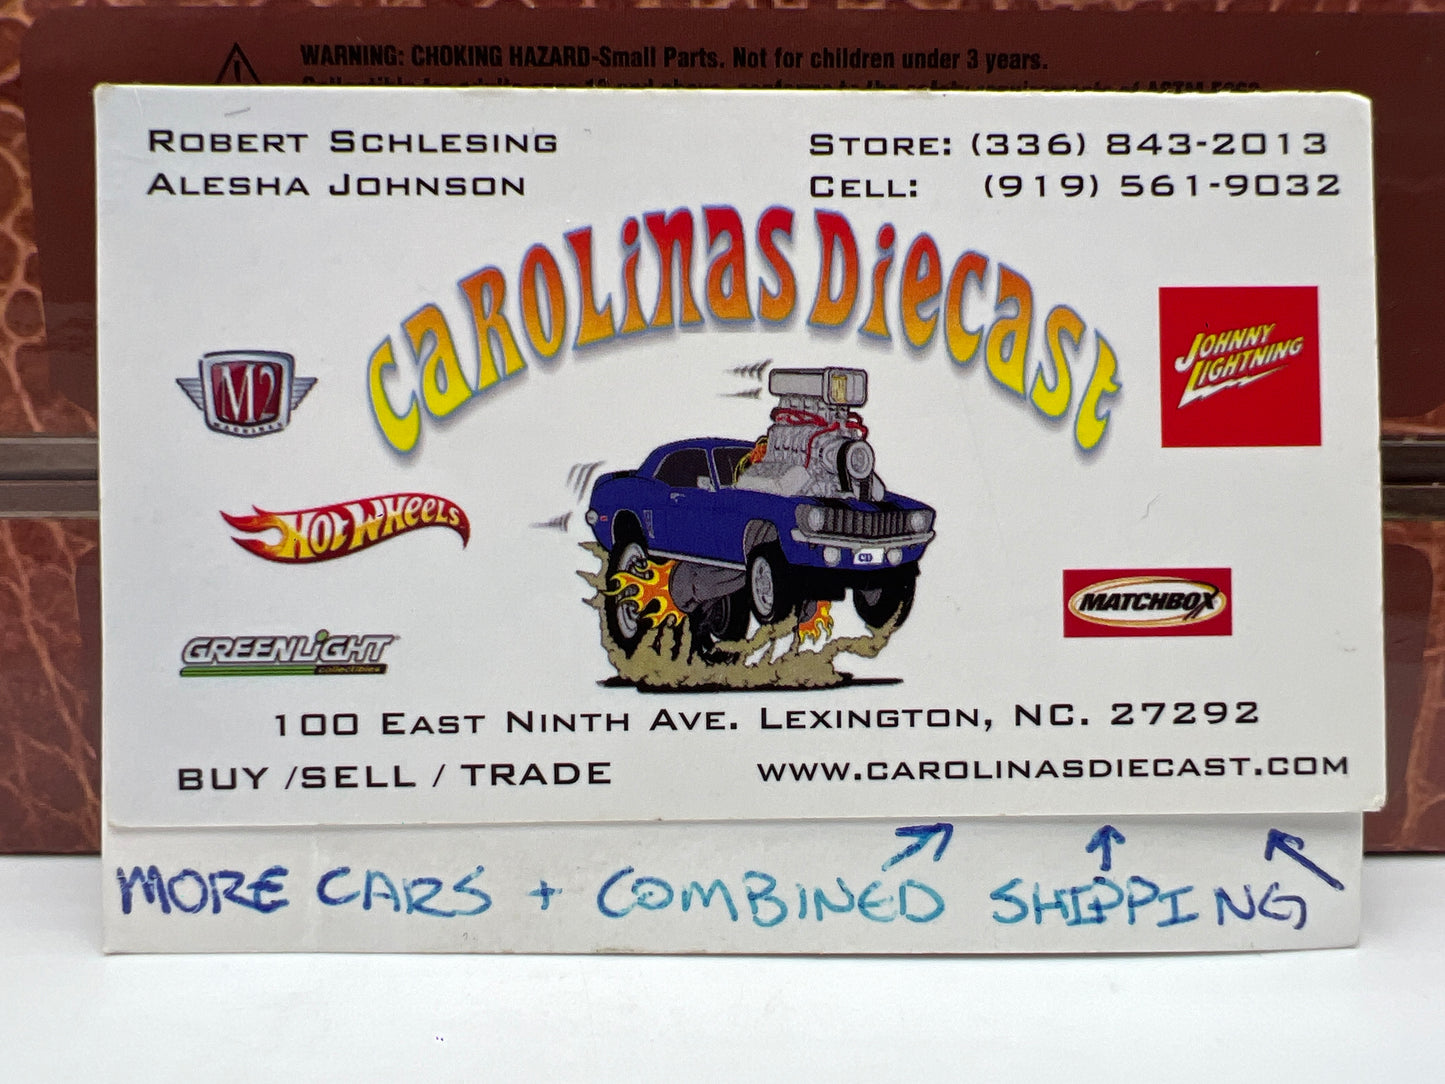 WARNING: CHOKING HAZARD-Small Parts. Not for children under 3 years.
ROBERT SCHLESING
ALESHA JOHNSON
STORE: (336) 843-2013
CELL: (919) 561-9032
CAROLINAS DIECAST
M2
MACHINES
JOHNNY
LIGHTNING
HOT WHEELS
MATCHBOX
GREENLIGHT
collectibles
100 EAST NINTH AVE. LEXINGTON, NC. 27292
BUY /SELL / TRADE
WWW.CAROLINASDIECAST.COM
MORE CARS + COMBINED SHIPPING